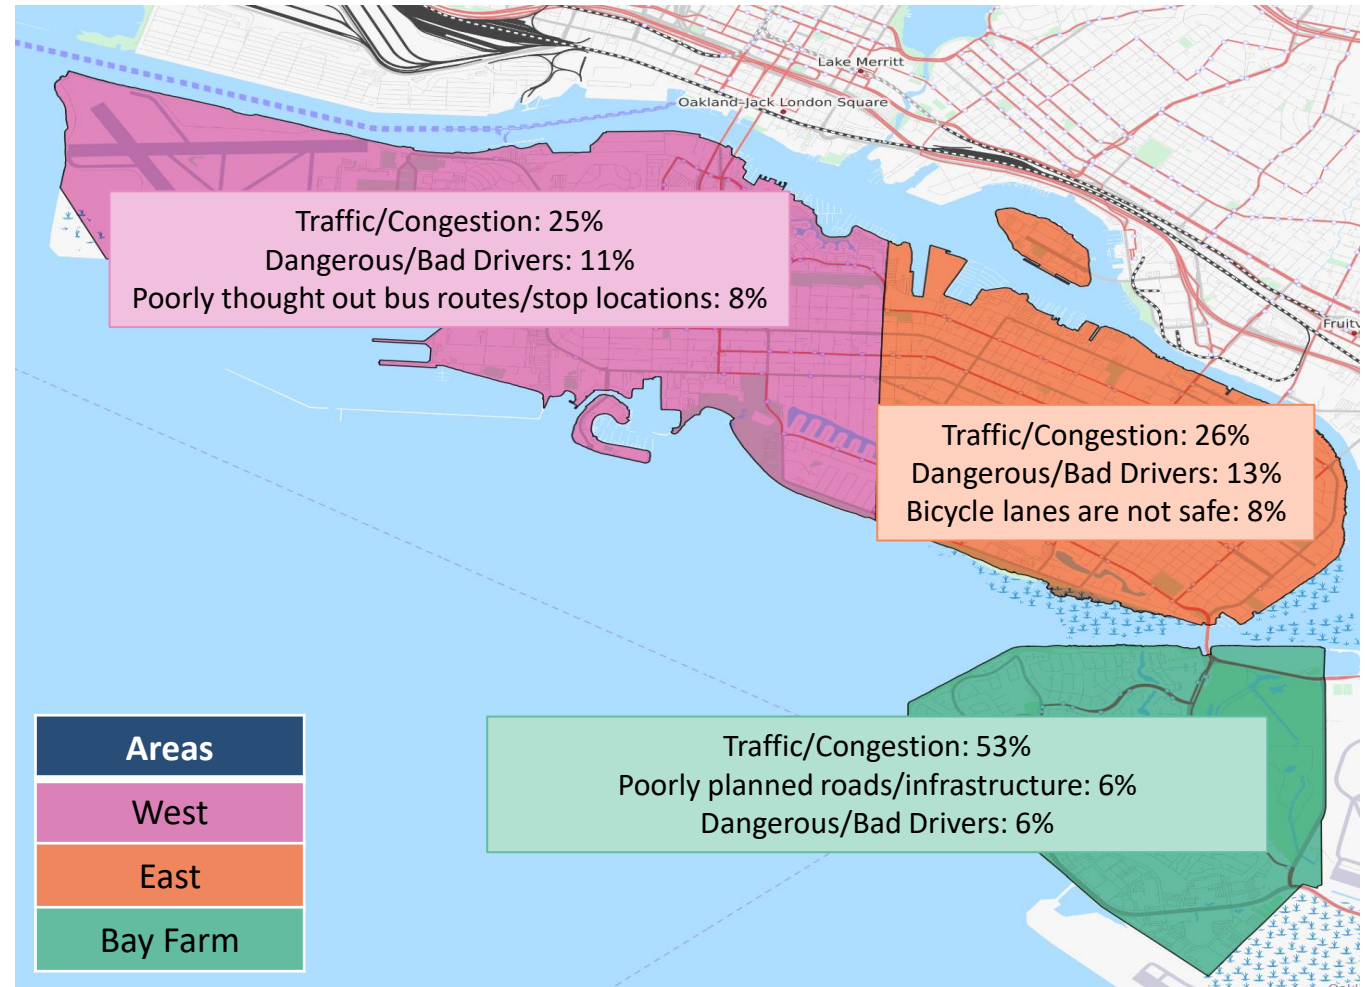 Lake Merritt
Oakland-Jack London Square
Traffic/Congestion: 25%
Dangerous/Bad Drivers: 11%
Poorly thought out bus routes/stop locations: 8%
Traffic/Congestion: 26%
Dangerous/Bad Drivers: 13%
Bicycle lanes are not safe: 8%
Traffic/Congestion: 53%
Poorly planned roads/infrastructure: 6%
Dangerous/Bad Drivers: 6%
Areas
West
East
Bay Farm